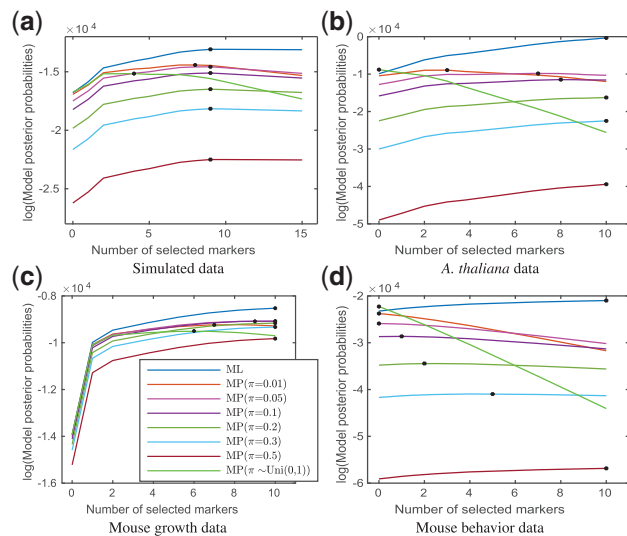 (a)
× 10⁻⁴
log(Model posterior probabilities)
-1.5
-2
-2.5
0 5 10 15
Number of selected markers
Simulated data
(b)
× 10⁻⁴
log(Model posterior probabilities)
0
-1
-2
-3
-4
-5
0 2 4 6 8 10
Number of selected markers
A. thaliana data
(c)
× 10⁻⁴
log(Model posterior probabilities)
-0.8
-1
-1.2
-1.4
-1.6
0 2 4 6 8 10
Number of selected markers
Mouse growth data
ML
MP(π=0.01)
MP(π=0.05)
MP(π=0.1)
MP(π=0.2)
MP(π=0.3)
MP(π=0.5)
MP(π ∼Uni(0,1))
(d)
× 10⁻⁴
log(Model posterior probabilities)
-2
-3
-4
-5
-6
0 2 4 6 8 10
Number of selected markers
Mouse behavior data